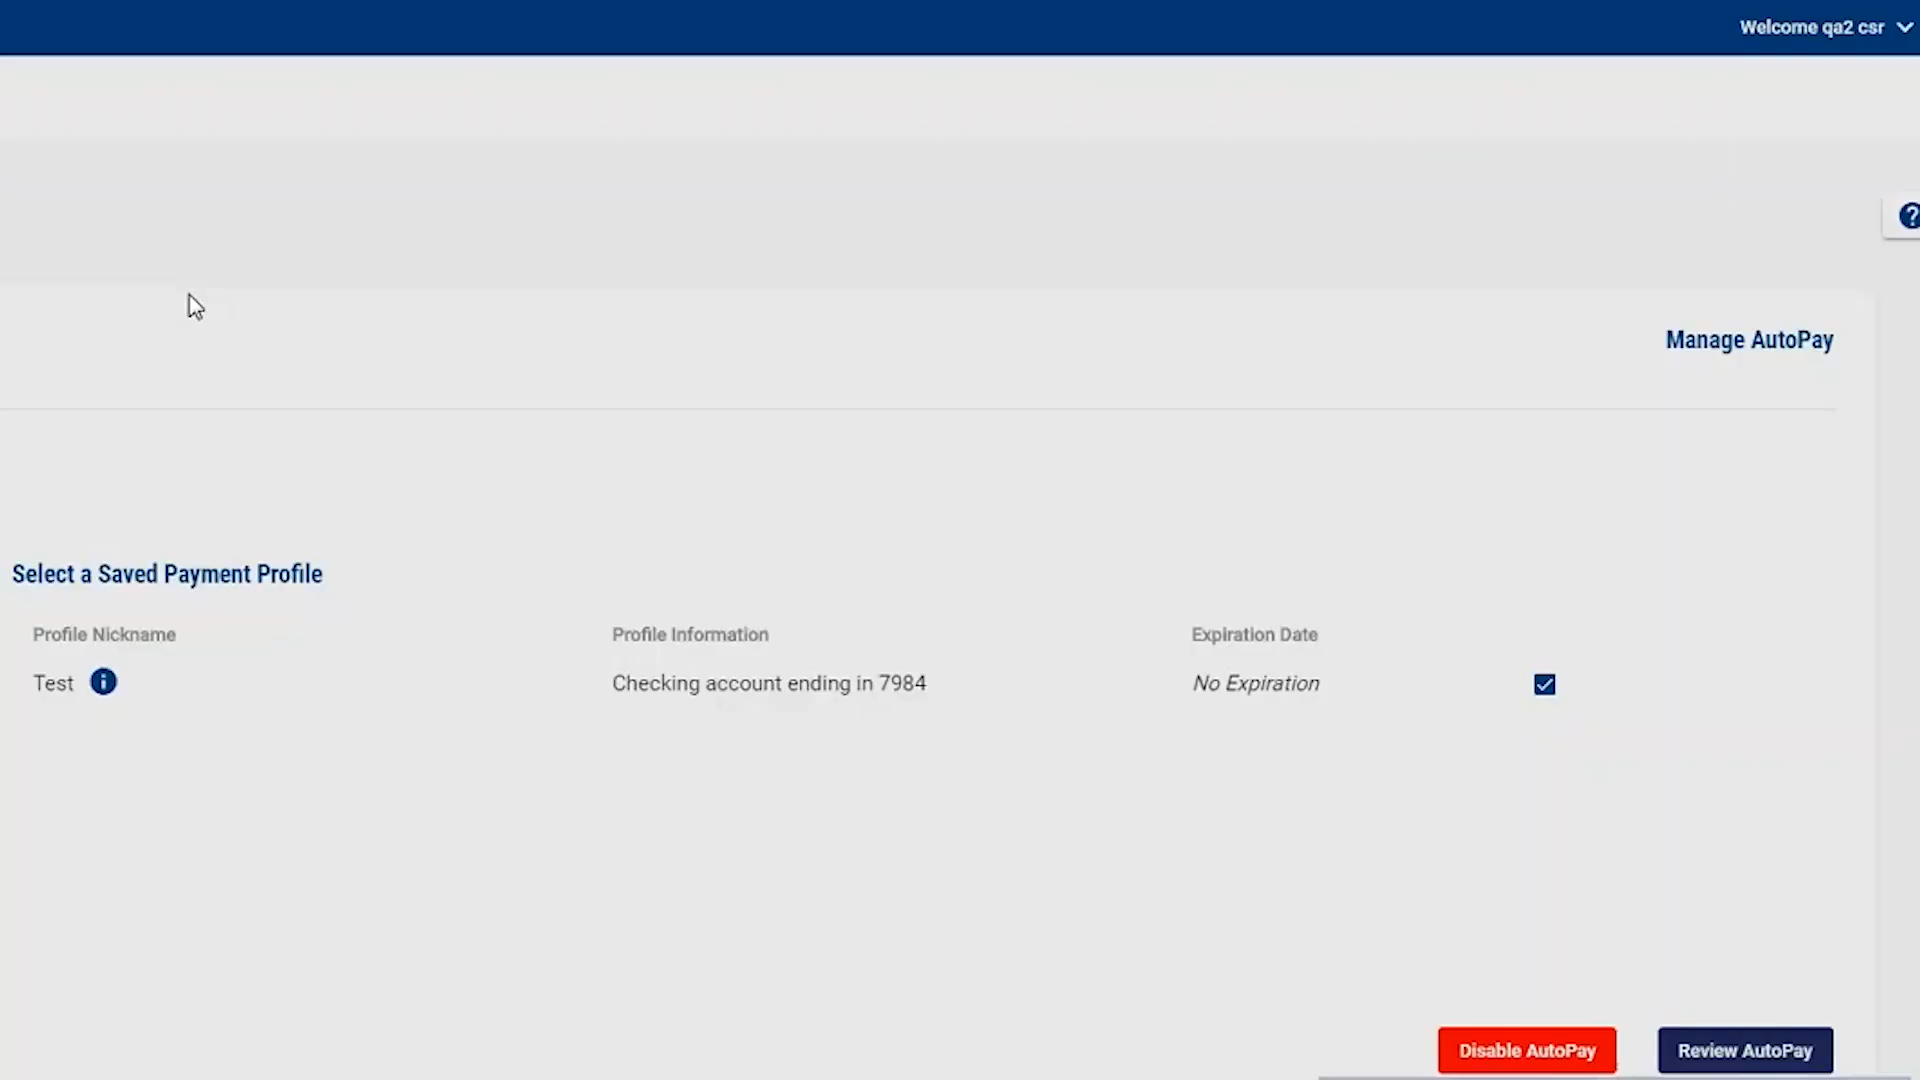 Welcome qa2 csr
?
Manage AutoPay
Select a Saved Payment Profile
Profile Nickname Profile Information Expiration Date
Test i Checking account ending in 7984 No Expiration
Disable AutoPay Review AutoPay